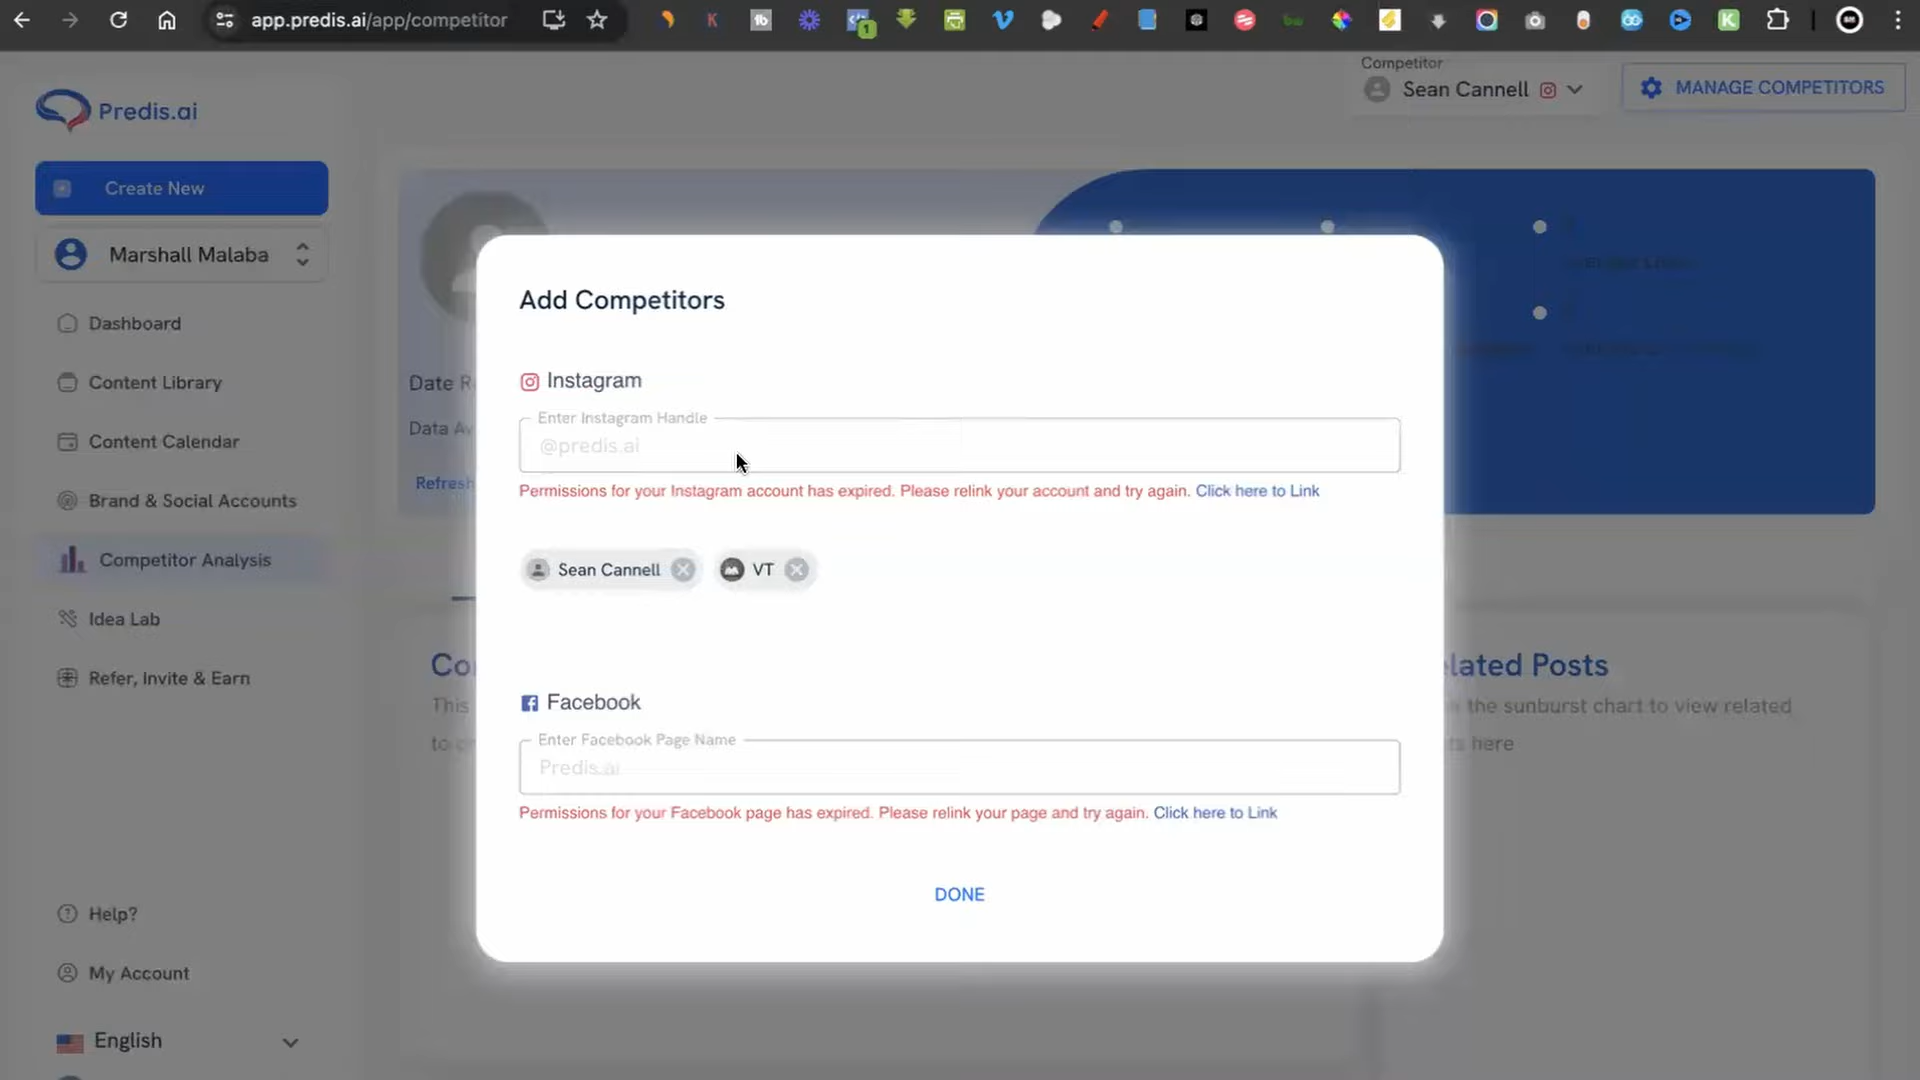 app.predis.ai/app/competitor
1
Predis.ai
Competitor
Sean Cannell
MANAGE COMPETITORS
Create New
Marshall Malaba
Dashboard
Content Library
Content Calendar
Brand & Social Accounts
Competitor Analysis
Idea Lab
Refer, Invite & Earn
Help?
My Account
English
Date R
Data Av
Refresh
Add Competitors
Instagram
Enter Instagram Handle
@predis.ai
Permissions for your Instagram account has expired. Please relink your account and try again. Click here to Link
Sean Cannell
VT
Facebook
Enter Facebook Page Name
Predis.ai
Permissions for your Facebook page has expired. Please relink your page and try again. Click here to Link
DONE
Co
This
lated Posts
the sunburst chart to view related
ts here